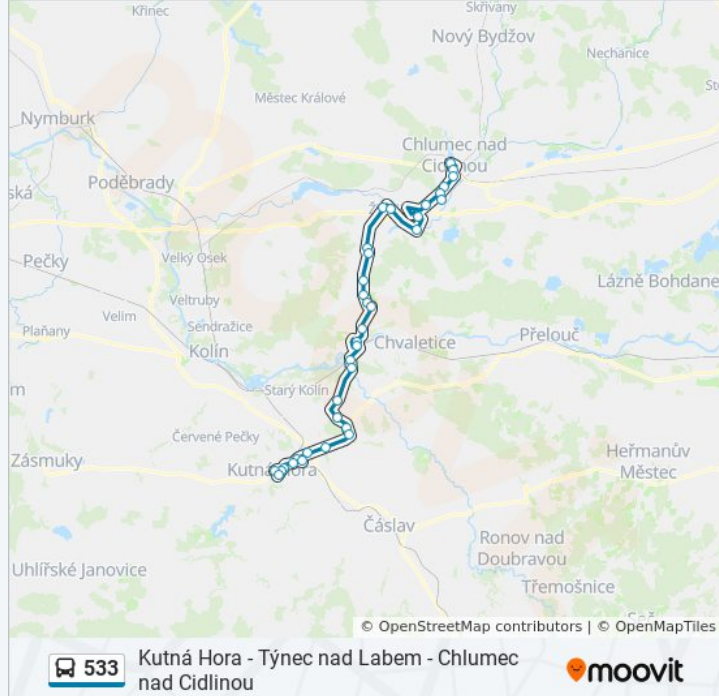 Křinec
Skřivany
Nový Bydžov
Nechanice
Městec Králové
Nymburk
Chlumec nad
Cidlinou
ská
Poděbrady
Pečky
Velký Osek
Lázně Bohdane
Veltruby
Velim
Sendražice
Plaňany
Kolín
Chvaletice
Přelouč
m
Starý Kolín
Červené Pečky
Zásmuky
Kutná Hora
Heřmanův
Městec
Čáslav
Ronov nad
Doubravou
Uhlířské Janovice
Třemošnice
© OpenStreetMap contributors | © OpenMapTiles
533
Kutná Hora - Týnec nad Labem - Chlumec
nad Cidlinou
moovit